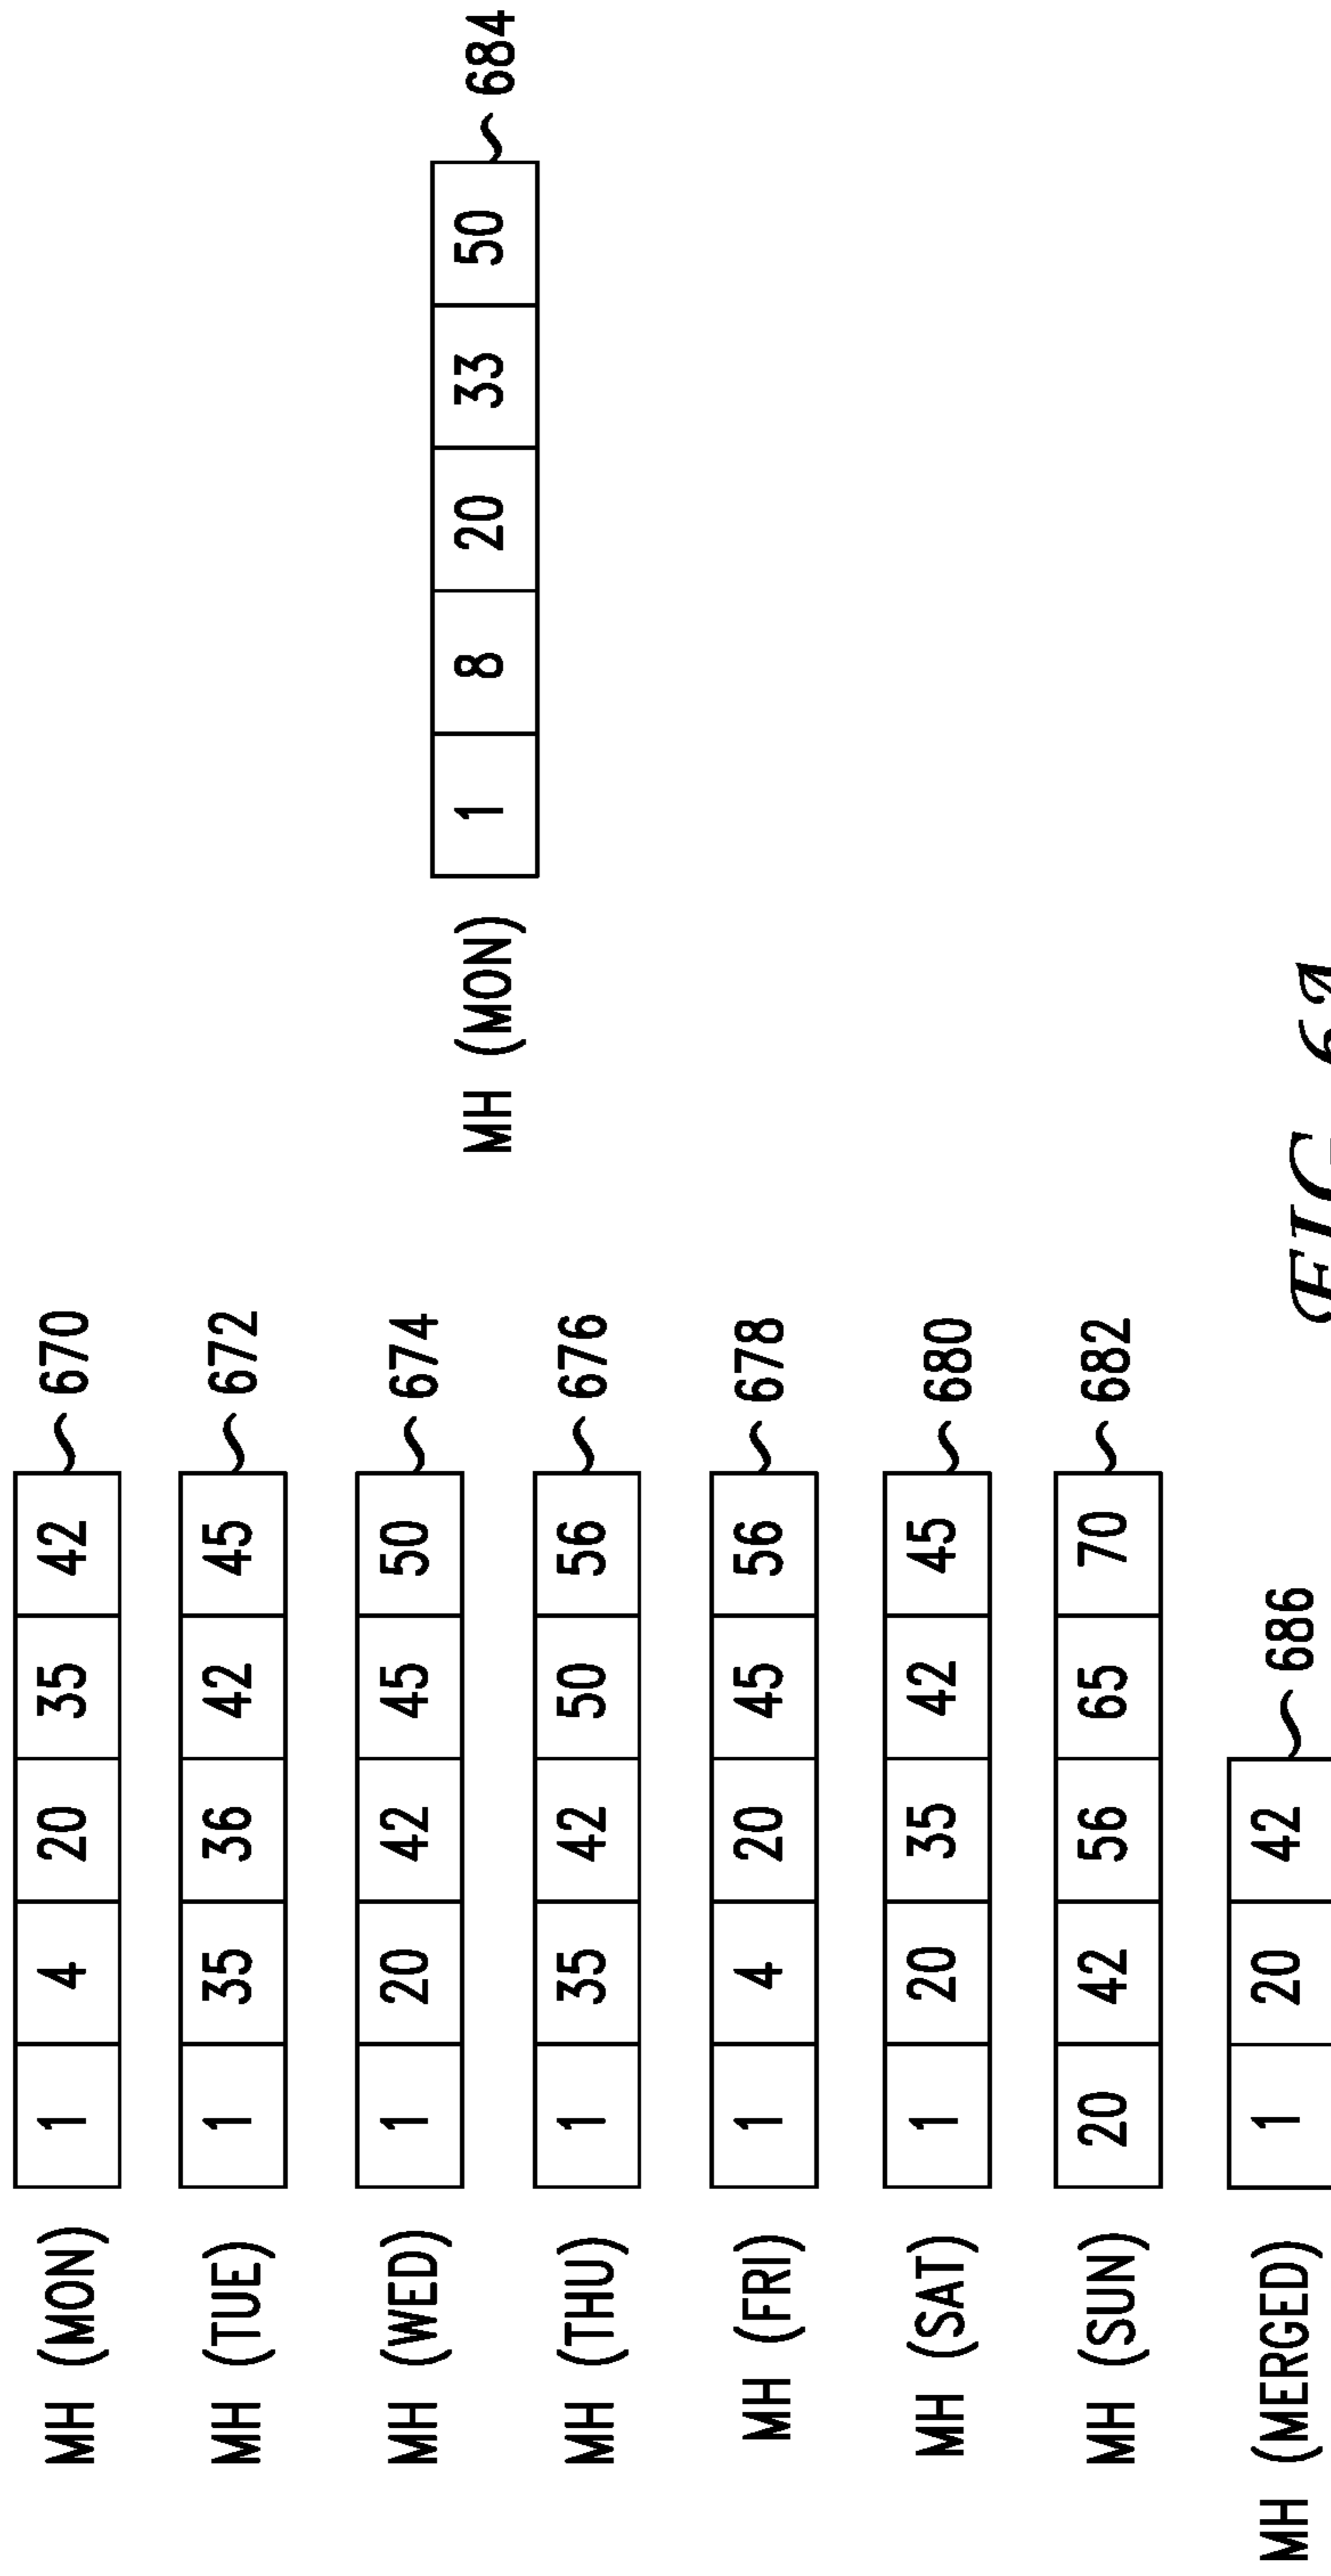 MH (MON) 1 4 20 35 42 670
MH (TUE) 1 35 36 42 45 672
MH (WED) 1 20 42 45 50 674
MH (MON) 1 8 20 33 50 684
MH (THU) 1 35 42 50 56 676
MH (FRI) 1 4 20 45 56 678
MH (SAT) 1 20 35 42 45 680
MH (SUN) 20 42 56 65 70 682
MH (MERGED) 1 20 42 686
FIG. 6A